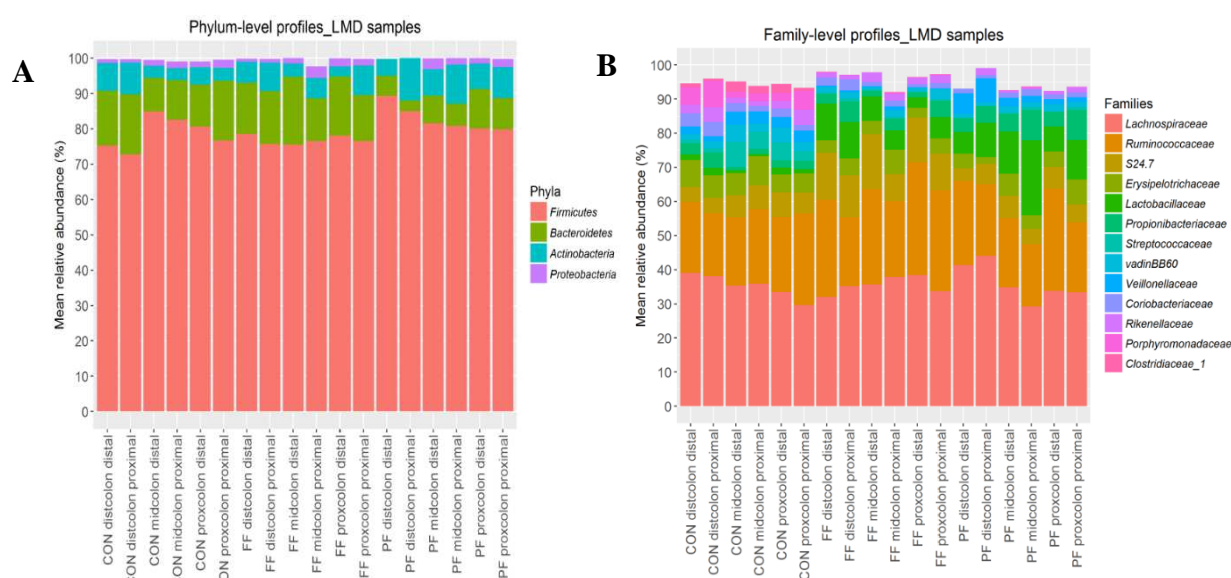 A
Phylum-level profiles_LMD samples
Mean relative abundance (%)
100
90
80
70
60
50
40
30
20
10
0
CON distcolon distal
CON distcolon proximal
CON midcolon distal
ON midcolon proximal
CON proxcolon distal
ON proxcolon proximal
FF distcolon distal
FF distcolon proximal
FF midcolon distal
FF midcolon proximal
FF proxcolon distal
FF proxcolon proximal
PF distcolon distal
PF distcolon proximal
PF midcolon distal
PF midcolon proximal
PF proxcolon distal
PF proxcolon proximal
Phyla
Firmicutes
Bacteroidetes
Actinobacteria
Proteobacteria
B
Family-level profiles_LMD samples
Mean relative abundance (%)
100
90
80
70
60
50
40
30
20
10
0
CON distcolon distal
CON distcolon proximal
CON midcolon distal
CON midcolon proximal
CON proxcolon distal
CON proxcolon proximal
FF distcolon distal
FF distcolon proximal
FF midcolon distal
FF midcolon proximal
FF proxcolon distal
FF proxcolon proximal
PF distcolon distal
PF distcolon proximal
PF midcolon distal
PF midcolon proximal
PF proxcolon distal
PF proxcolon proximal
Families
Lachnospiraceae
Ruminococcaceae
S24.7
Erysipelotrichaceae
Lactobacillaceae
Propionibacteriaceae
Streptococcaceae
vadinBB60
Veillonellaceae
Coriobacteriaceae
Rikenellaceae
Porphyromonadaceae
Clostridiaceae_1